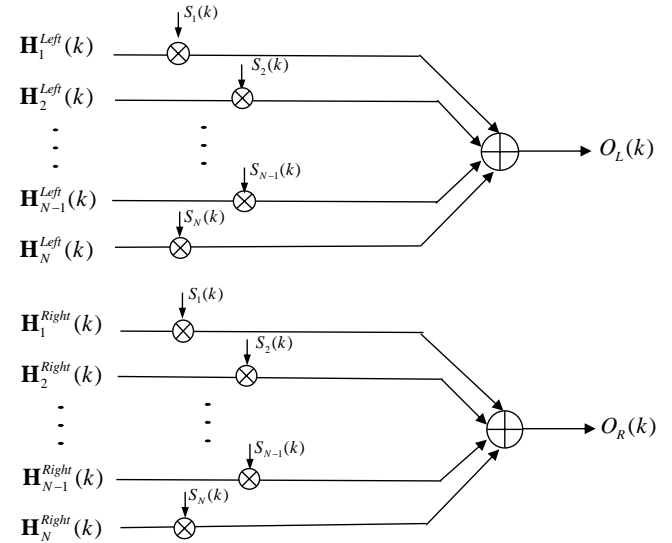 S_1(k)
H_1^{Left}(k)
S_2(k)
H_2^{Left}(k)
O_L(k)
S_{N-1}(k)
H_{N-1}^{Left}(k)
S_N(k)
H_N^{Left}(k)
S_1(k)
H_1^{Right}(k)
S_2(k)
H_2^{Right}(k)
O_R(k)
S_{N-1}(k)
H_{N-1}^{Right}(k)
S_N(k)
H_N^{Right}(k)